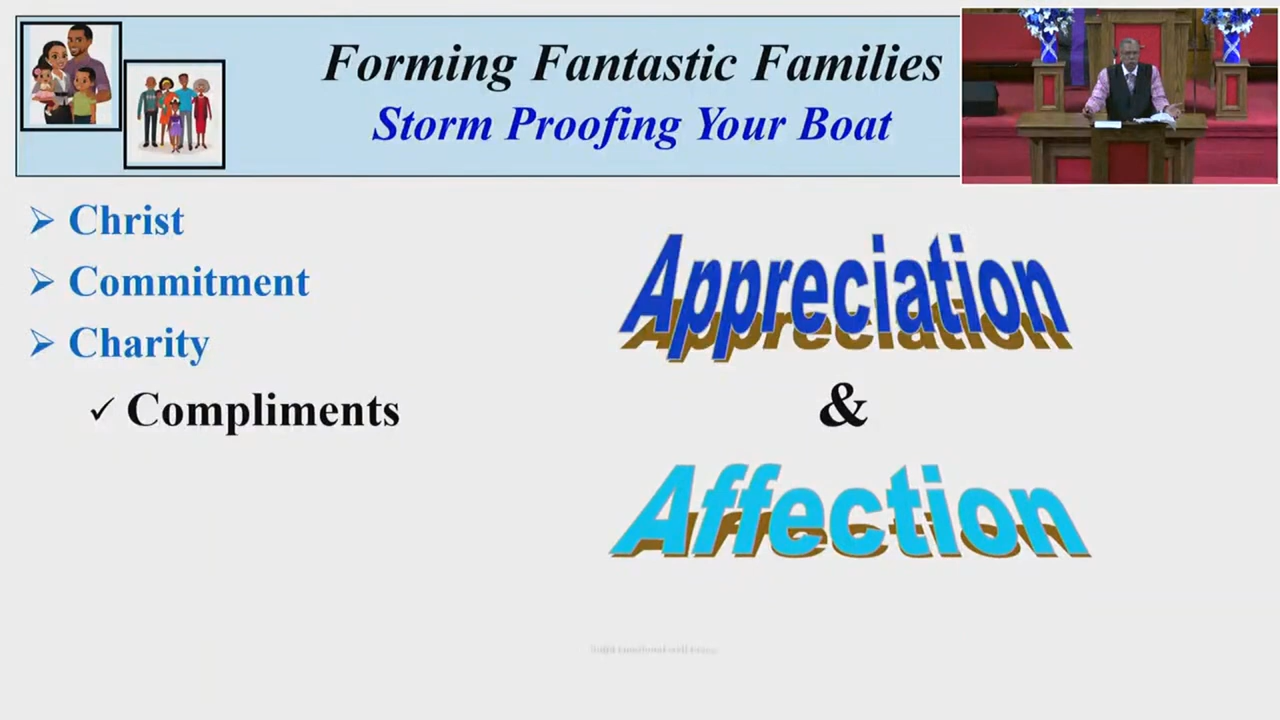 Forming Fantastic Families
Storm Proofing Your Boat
Christ
Commitment
Charity
Compliments
Appreciation
&
Affection